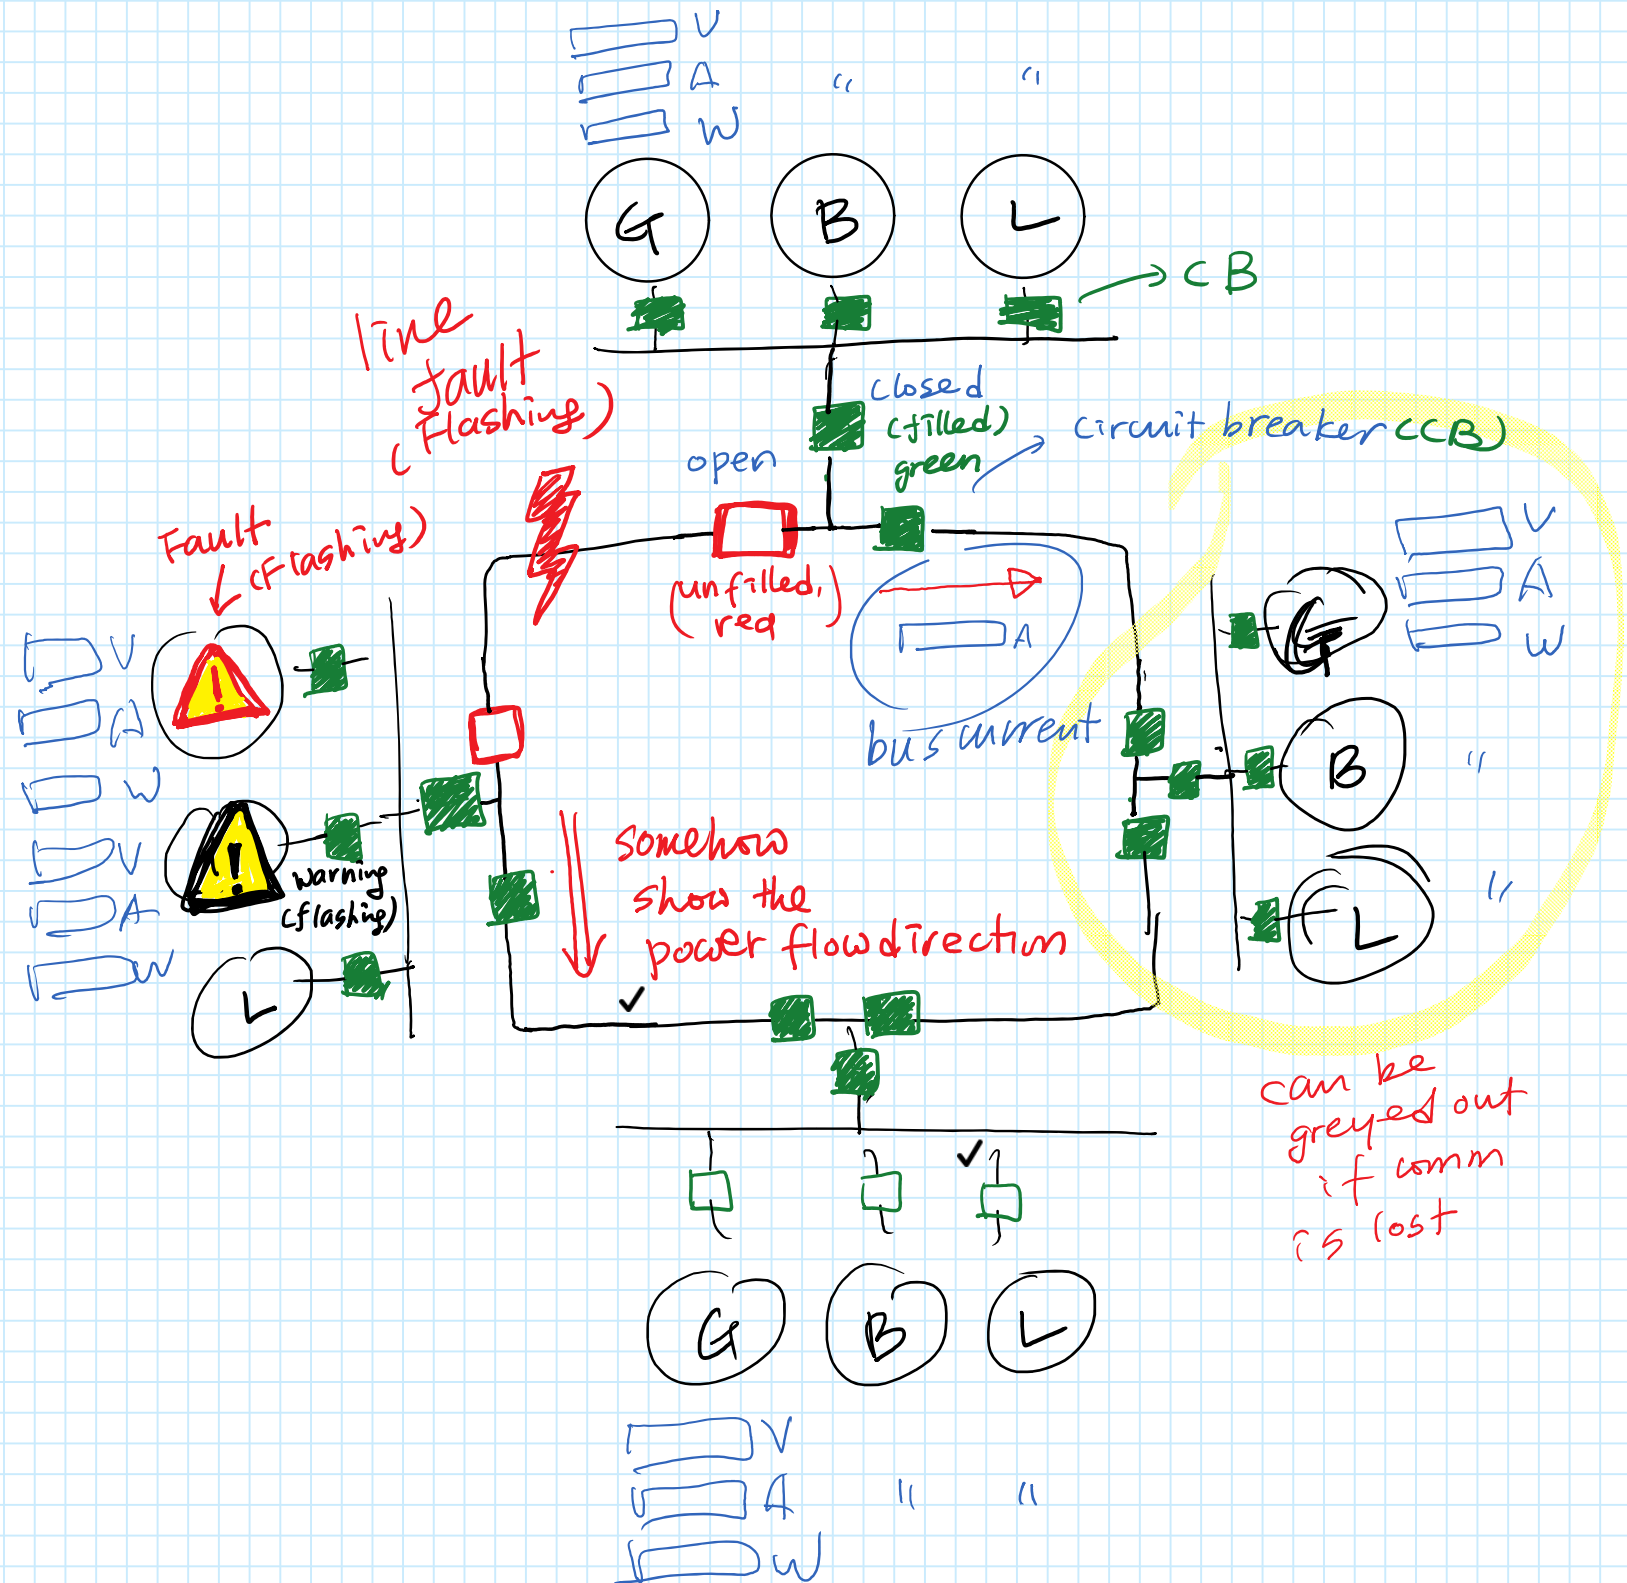 V
A
W
"
"
G
B
L
CB
line
fault
(Flashing)
closed
(filled)
green
circuit breaker (CB)
open
Fault
(Flashing)
(unfilled,
red)
A
bus current
V
A
W
V
A
W
!
!
warning
(flashing)
L
somehow
show the
power flow direction
G
V
A
W
B
"
L
"
can be
greyed out
if comm
is lost
V
A
W
G
B
L
V
A
W
"
"